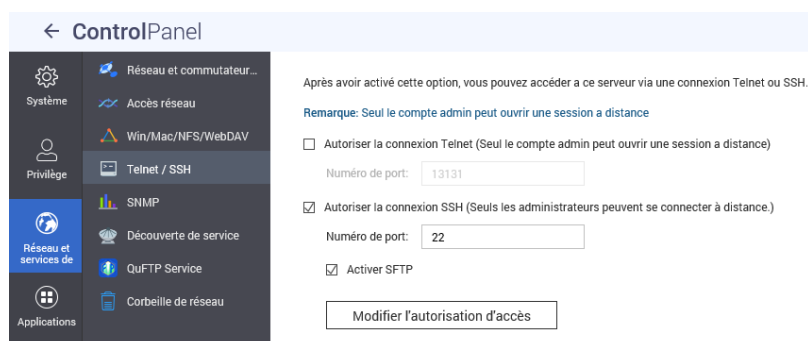 ControlPanel
Système
Privilège
Réseau et
services de
Applications
Réseau et commutateur...
Accès réseau
Win/Mac/NFS/WebDAV
Telnet / SSH
SNMP
Découverte de service
QuFTP Service
Corbeille de réseau
Après avoir activé cette option, vous pouvez accéder a ce serveur via une connexion Telnet ou SSH.
Remarque: Seul le compte admin peut ouvrir une session a distance
Autoriser la connexion Telnet (Seul le compte admin peut ouvrir une session a distance)
Numéro de port: 13131
Autoriser la connexion SSH (Seuls les administrateurs peuvent se connecter à distance.)
Numéro de port: 22
Activer SFTP
Modifier l'autorisation d'accès